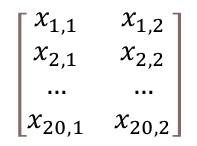 x1,1 x1,2
x2,1 x2,2
... ...
x20,1 x20,2